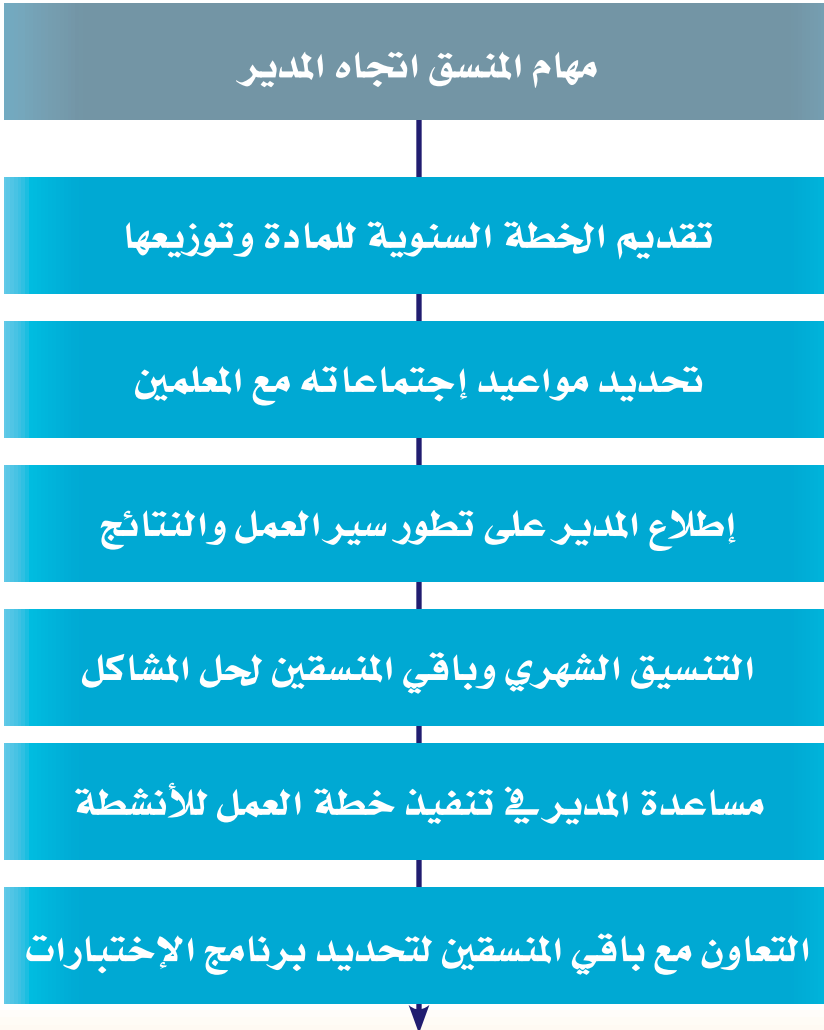 مهام المنسق اتجاه المدير
تقديم الخطة السنوية للمادة وتوزيعها
تحديد مواعيد إجتماعاته مع المعلمين
إطلاع المدير على تطور سير العمل والنتائج
التنسيق الشهري وباقي المنسقين لحل المشاكل
مساعدة المدير في تنفيذ خطة العمل للأنشطة
التعاون مع باقي المنسقين لتحديد برنامج الإختبارات